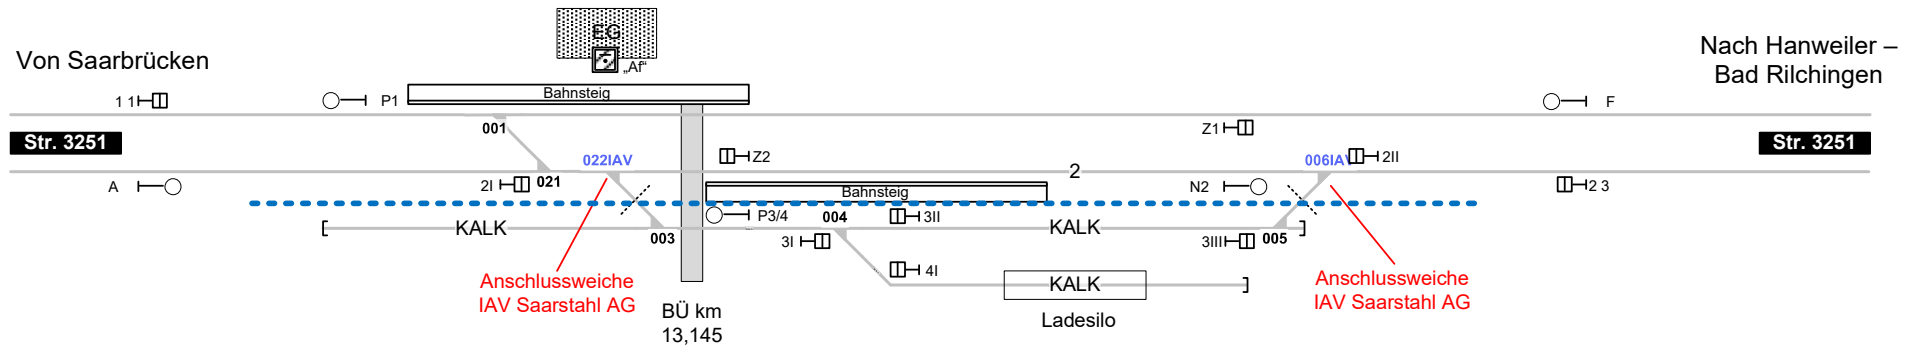 EG
„Af“
Von Saarbrücken
Nach Hanweiler –
Bad Rilchingen
1 1
P1
Bahnsteig
F
001
Z1
Str. 3251
Str. 3251
022IAV
Z2
2
006IAV
2II
A
2I
021
Bahnsteig
N2
2 3
P3/4
004
3II
KALK
003
3I
KALK
3III
005
4I
Anschlussweiche
IAV Saarstahl AG
KALK
Anschlussweiche
IAV Saarstahl AG
BÜ km
13,145
Ladesilo